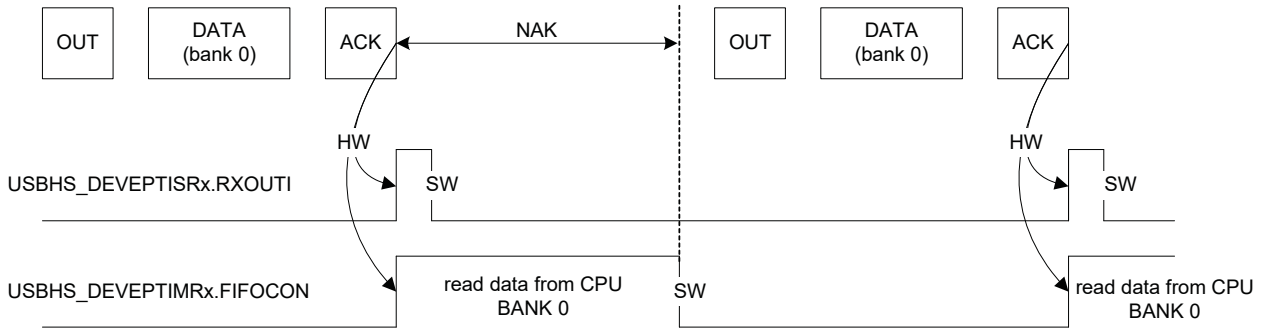 OUT
DATA
(bank 0)
ACK
NAK
OUT
DATA
(bank 0)
ACK
HW
HW
USBHS_DEVEPTISRx.RXOUTI
SW
SW
USBHS_DEVEPTIMRx.FIFOCON
read data from CPU
BANK 0
SW
read data from CPU
BANK 0